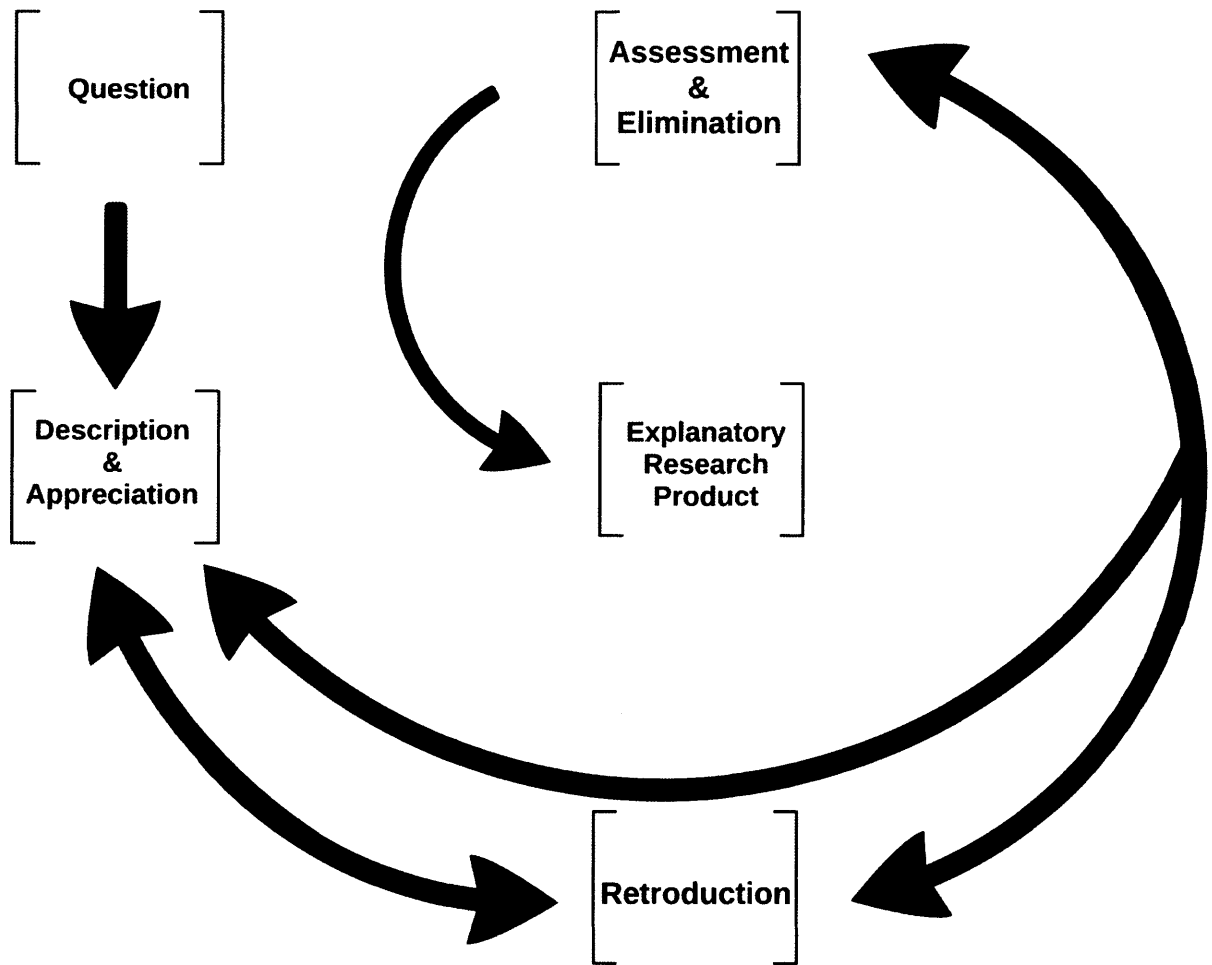 Question
Assessment
&
Elimination
Description
&
Appreciation
Explanatory
Research
Product
Retroduction